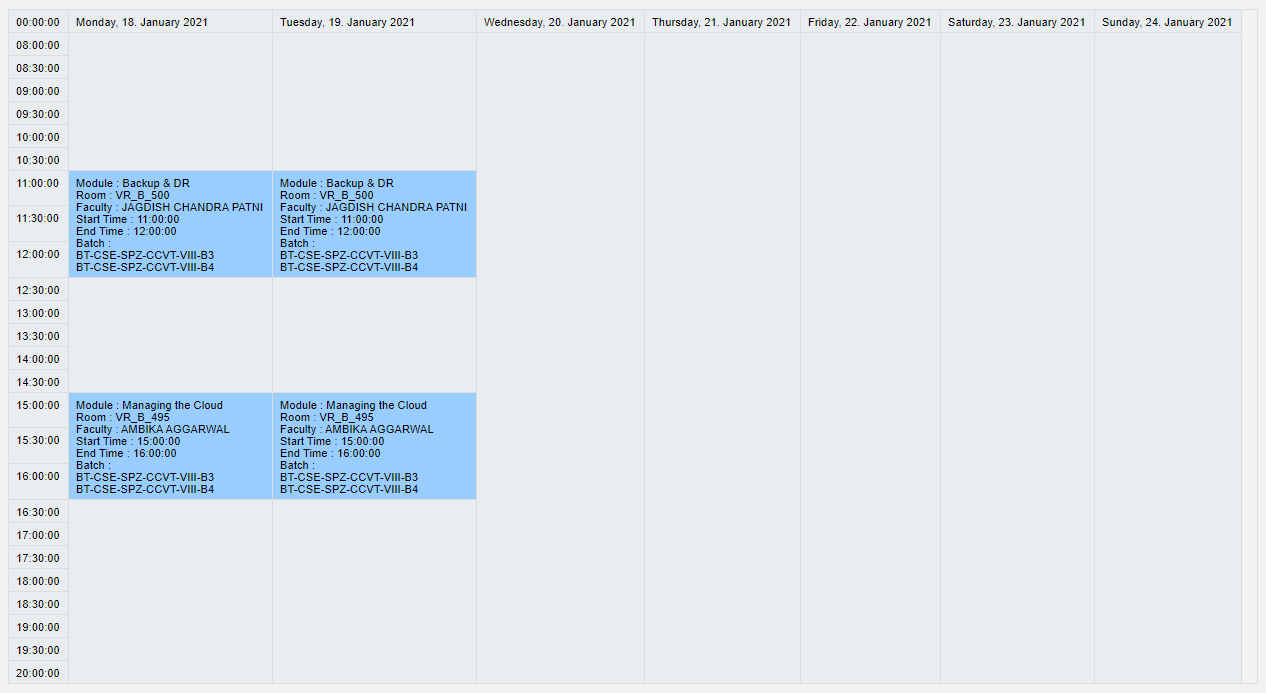 00:00:00 Monday, 18. January 2021 Tuesday, 19. January 2021 Wednesday, 20. January 2021 Thursday, 21. January 2021 Friday, 22. January 2021 Saturday, 23. January 2021 Sunday, 24. January 2021
08:00:00
08:30:00
09:00:00
09:30:00
10:00:00
10:30:00
11:00:00 Module : Backup & DR Module : Backup & DR
Room : VR_B_500 Room : VR_B_500
Faculty : JAGDISH CHANDRA PATNI Faculty : JAGDISH CHANDRA PATNI
11:30:00 Start Time : 11:00:00 Start Time : 11:00:00
End Time : 12:00:00 End Time : 12:00:00
Batch : Batch :
12:00:00 BT-CSE-SPZ-CCVT-VIII-B3 BT-CSE-SPZ-CCVT-VIII-B3
BT-CSE-SPZ-CCVT-VIII-B4 BT-CSE-SPZ-CCVT-VIII-B4
12:30:00
13:00:00
13:30:00
14:00:00
14:30:00
15:00:00 Module : Managing the Cloud Module : Managing the Cloud
Room : VR_B_495 Room : VR_B_495
Faculty : AMBIKA AGGARWAL Faculty : AMBIKA AGGARWAL
15:30:00 Start Time : 15:00:00 Start Time : 15:00:00
End Time : 16:00:00 End Time : 16:00:00
Batch : Batch :
16:00:00 BT-CSE-SPZ-CCVT-VIII-B3 BT-CSE-SPZ-CCVT-VIII-B3
BT-CSE-SPZ-CCVT-VIII-B4 BT-CSE-SPZ-CCVT-VIII-B4
16:30:00
17:00:00
17:30:00
18:00:00
18:30:00
19:00:00
19:30:00
20:00:00